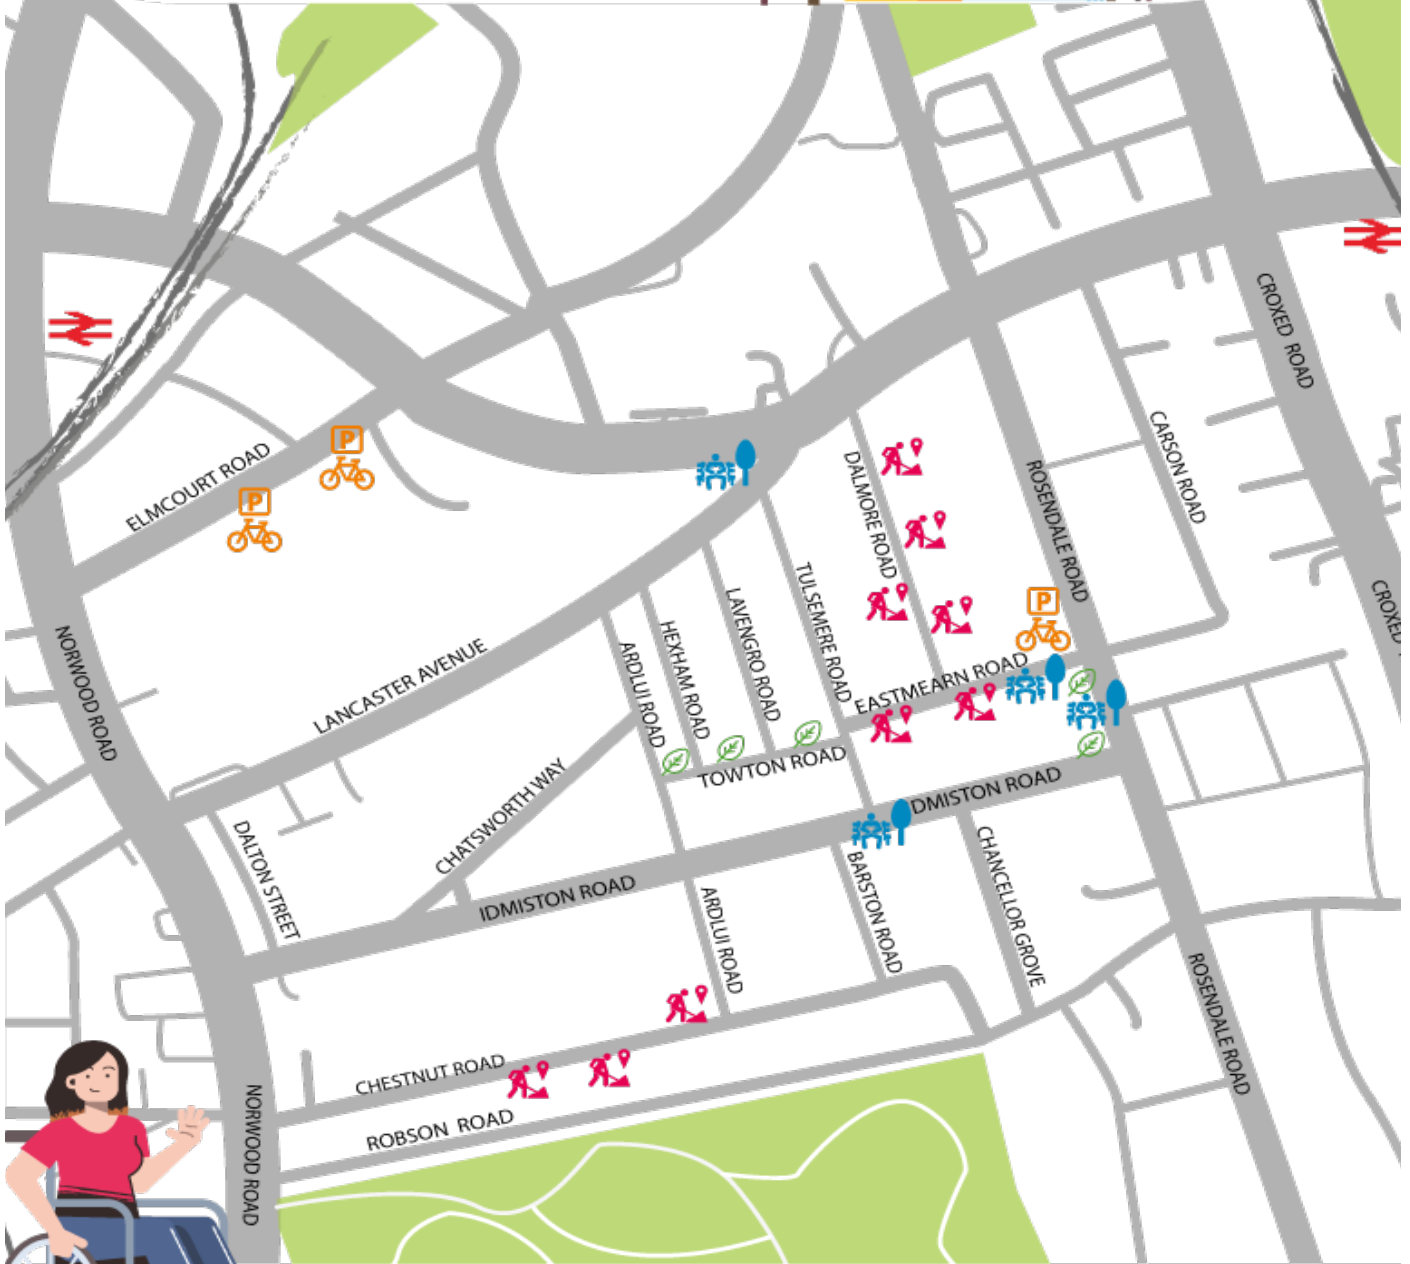 CROXED ROAD
P
ELMCOURT ROAD
P
DALMORE ROAD
ROSENDALE ROAD
CARSON ROAD
TULSEMERE ROAD
LAVENGRO ROAD
HEXHAM ROAD
ARDLUI ROAD
P
CROXED
NORWOOD ROAD
LANCASTER AVENUE
EASTMEARN ROAD
TOWTON ROAD
CHATSWORTH WAY
DMISTON ROAD
DALTON STREET
IDMISTON ROAD
BARSTON ROAD
CHANCELLOR GROVE
ARDLUI ROAD
ROSENDALE ROAD
CHESTNUT ROAD
ROBSON ROAD
NORWOOD ROAD